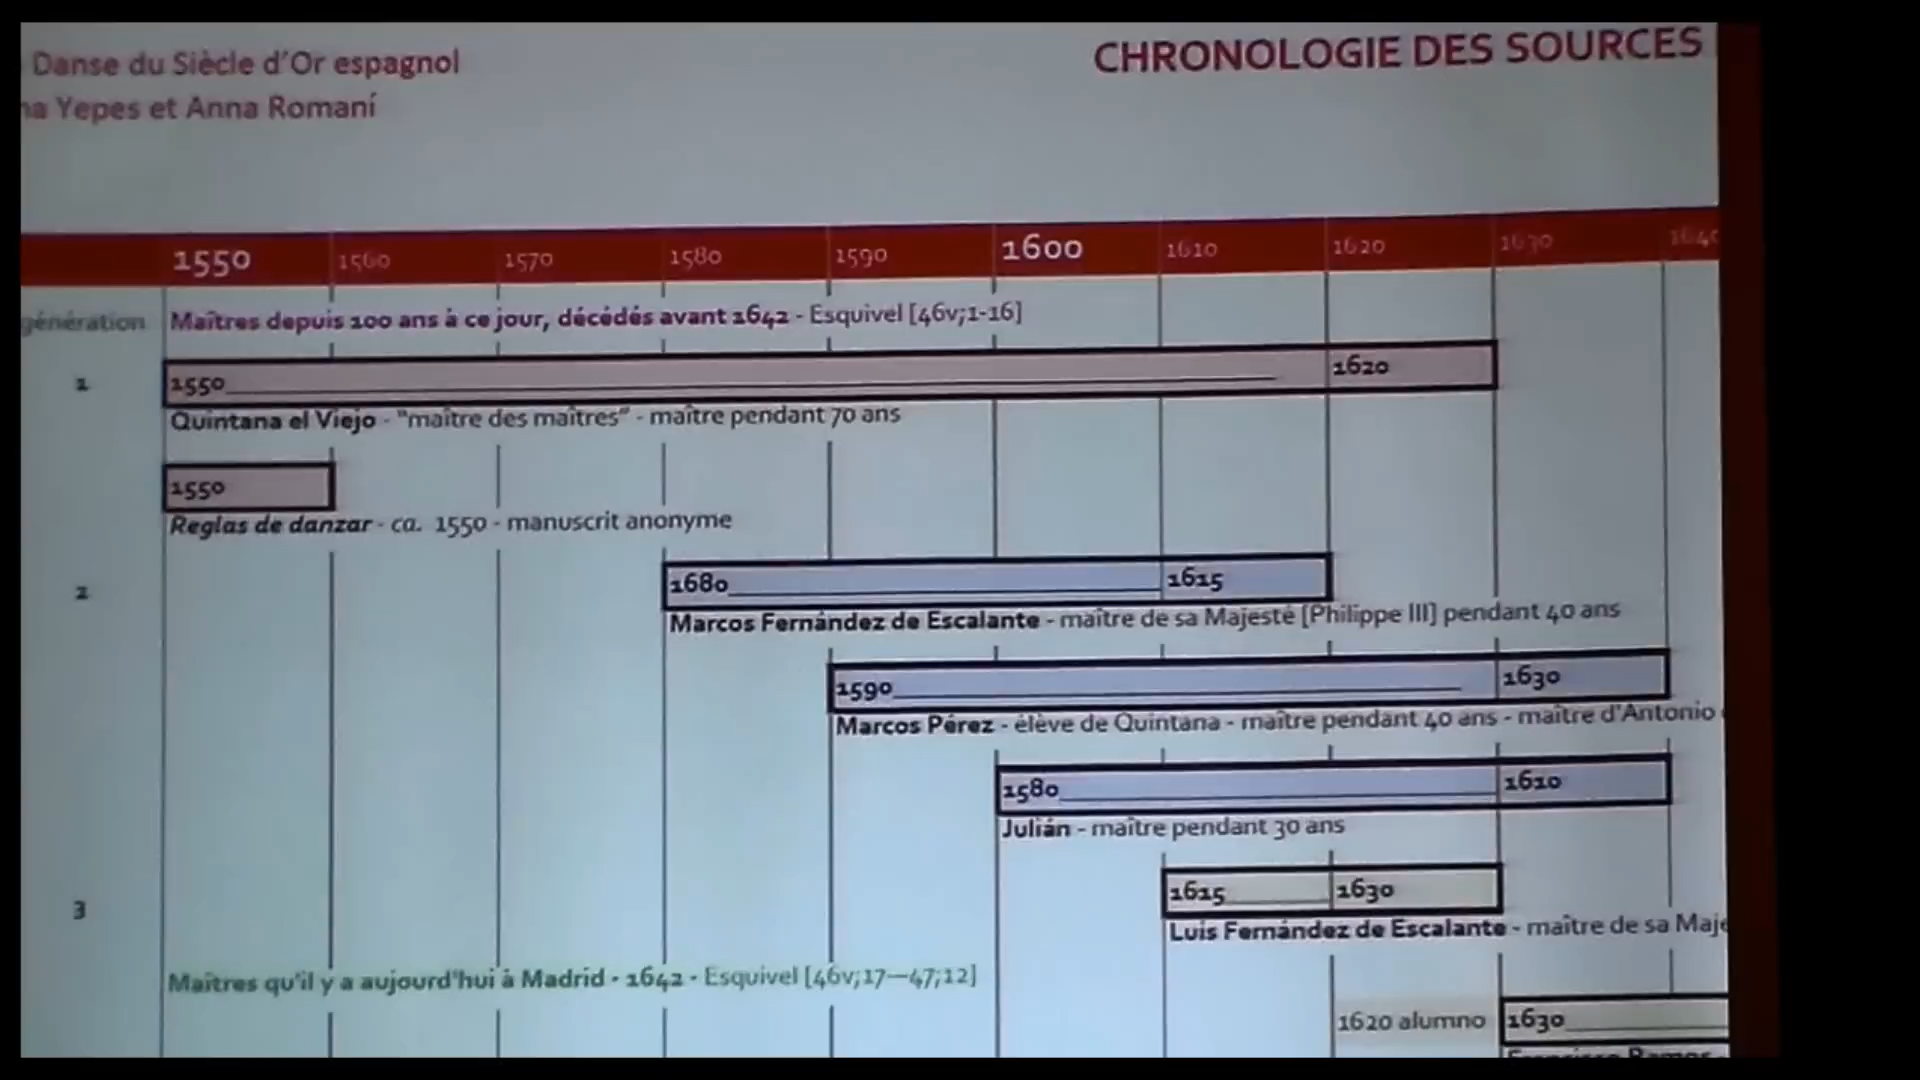 Danse du Siècle d'Or espagnol
CHRONOLOGIE DES SOURCES
Yepes et Anna Romaní
1550 1560 1570 1580 1590 1600 1610 1620 1630 1640
génération
Maîtres depuis 100 ans à ce jour, décédés avant 1642 - Esquivel [46v;1-16]
1
1550 1620
Quintana el Viejo - "maître des maîtres" - maître pendant 70 ans
1550
Reglas de danzar - ca. 1550 - manuscrit anonyme
2
1680 1615
Marcos Fernández de Escalante - maître de sa Majesté [Philippe III] pendant 40 ans
1590 1630
Marcos Pérez - élève de Quintana - maître pendant 40 ans - maître d'Antonio
1580 1610
Julián - maître pendant 30 ans
3
1615 1630
Luis Fernández de Escalante - maître de sa
Maîtres qu'il y a aujourd'hui à Madrid - 1642 - Esquivel [46v;17—47;12]
1620 alumno 1630